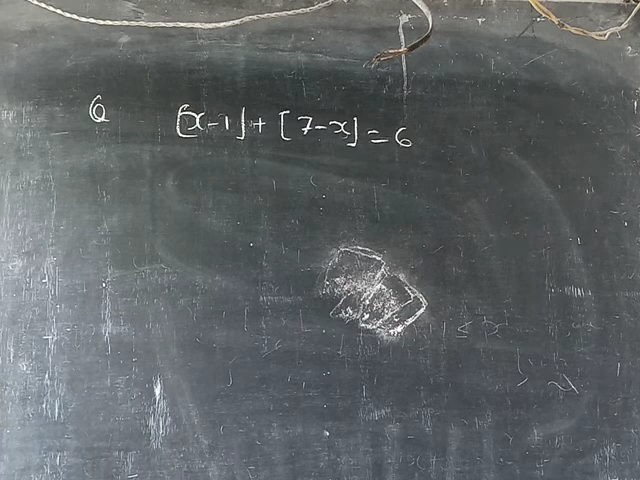 Q [x-1] + [7-x] = 6